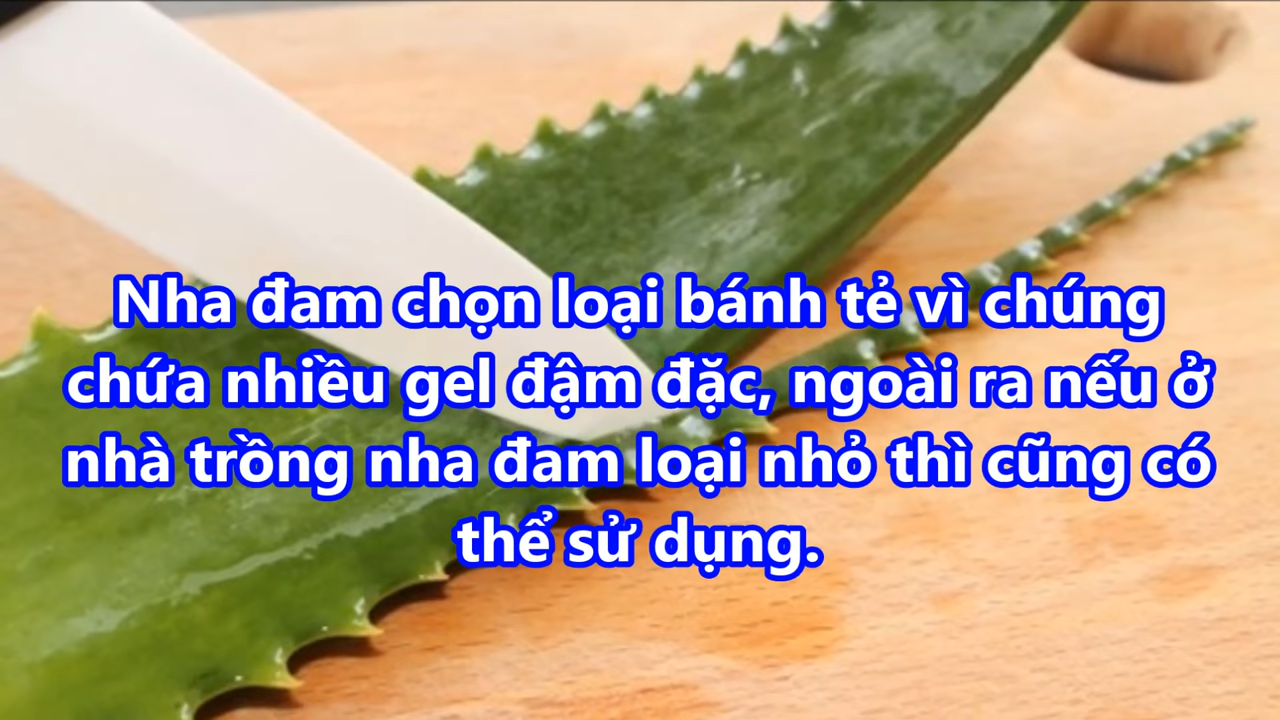 Nha đam chọn loại bánh tẻ vì chúng
chứa nhiều gel đậm đặc, ngoài ra nếu ở
nhà trồng nha đam loại nhỏ thì cũng có
thể sử dụng.